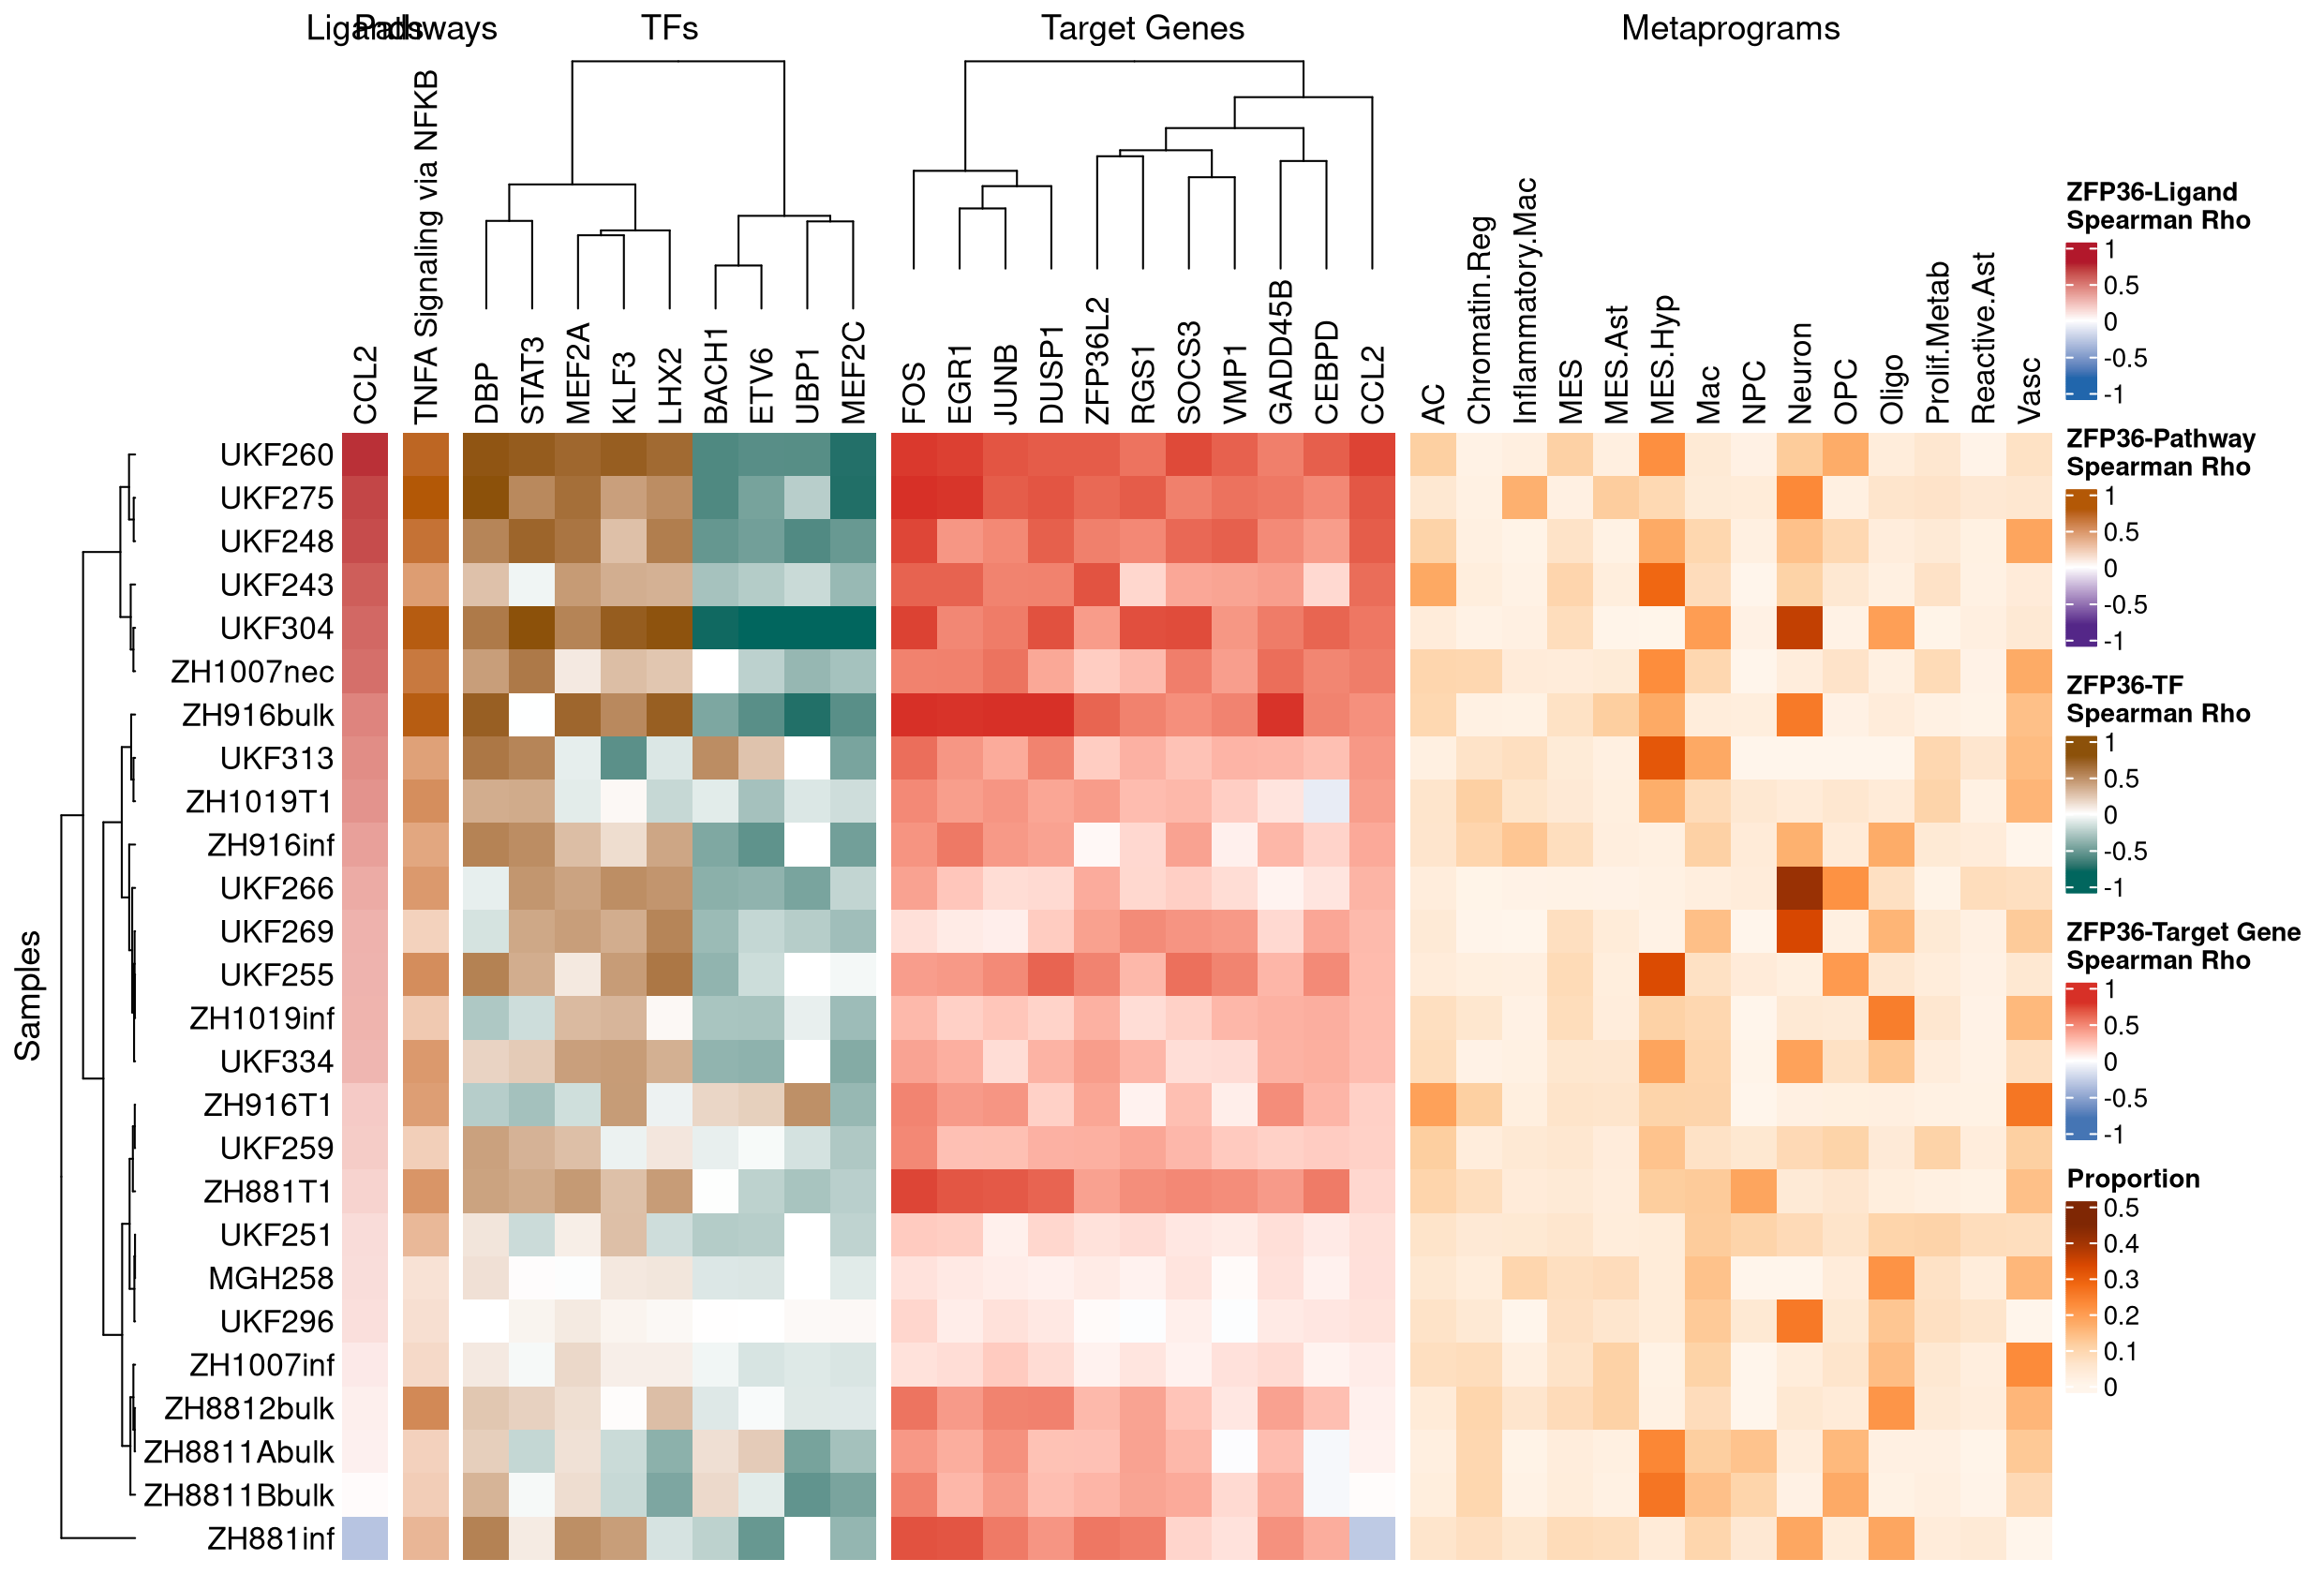 Ligands
Pathways
TFs
Target Genes
Metaprograms
CCL2
TNFA Signaling via NFKB
DBP
STAT3
MEF2A
KLF3
LHX2
BACH1
ETV6
UBP1
MEF2C
FOS
EGR1
JUNB
DUSP1
ZFP36L2
RGS1
SOCS3
VMP1
GADD45B
CEBPD
CCL2
AC
Chromatin.Reg
Inflammatory.Mac
MES
MES.Ast
MES.Hyp
Mac
NPC
Neuron
OPC
Oligo
Prolif.Metab
Reactive.Ast
Vasc
Samples
UKF260
UKF275
UKF248
UKF243
UKF304
ZH1007nec
ZH916bulk
UKF313
ZH1019T1
ZH916inf
UKF266
UKF269
UKF255
ZH1019inf
UKF334
ZH916T1
UKF259
ZH881T1
UKF251
MGH258
UKF296
ZH1007inf
ZH8812bulk
ZH8811Abulk
ZH8811Bbulk
ZH881inf
ZFP36-Ligand
Spearman Rho
1
0.5
0
-0.5
-1
ZFP36-Pathway
Spearman Rho
1
0.5
0
-0.5
-1
ZFP36-TF
Spearman Rho
1
0.5
0
-0.5
-1
ZFP36-Target Gene
Spearman Rho
1
0.5
0
-0.5
-1
Proportion
0.5
0.4
0.3
0.2
0.1
0